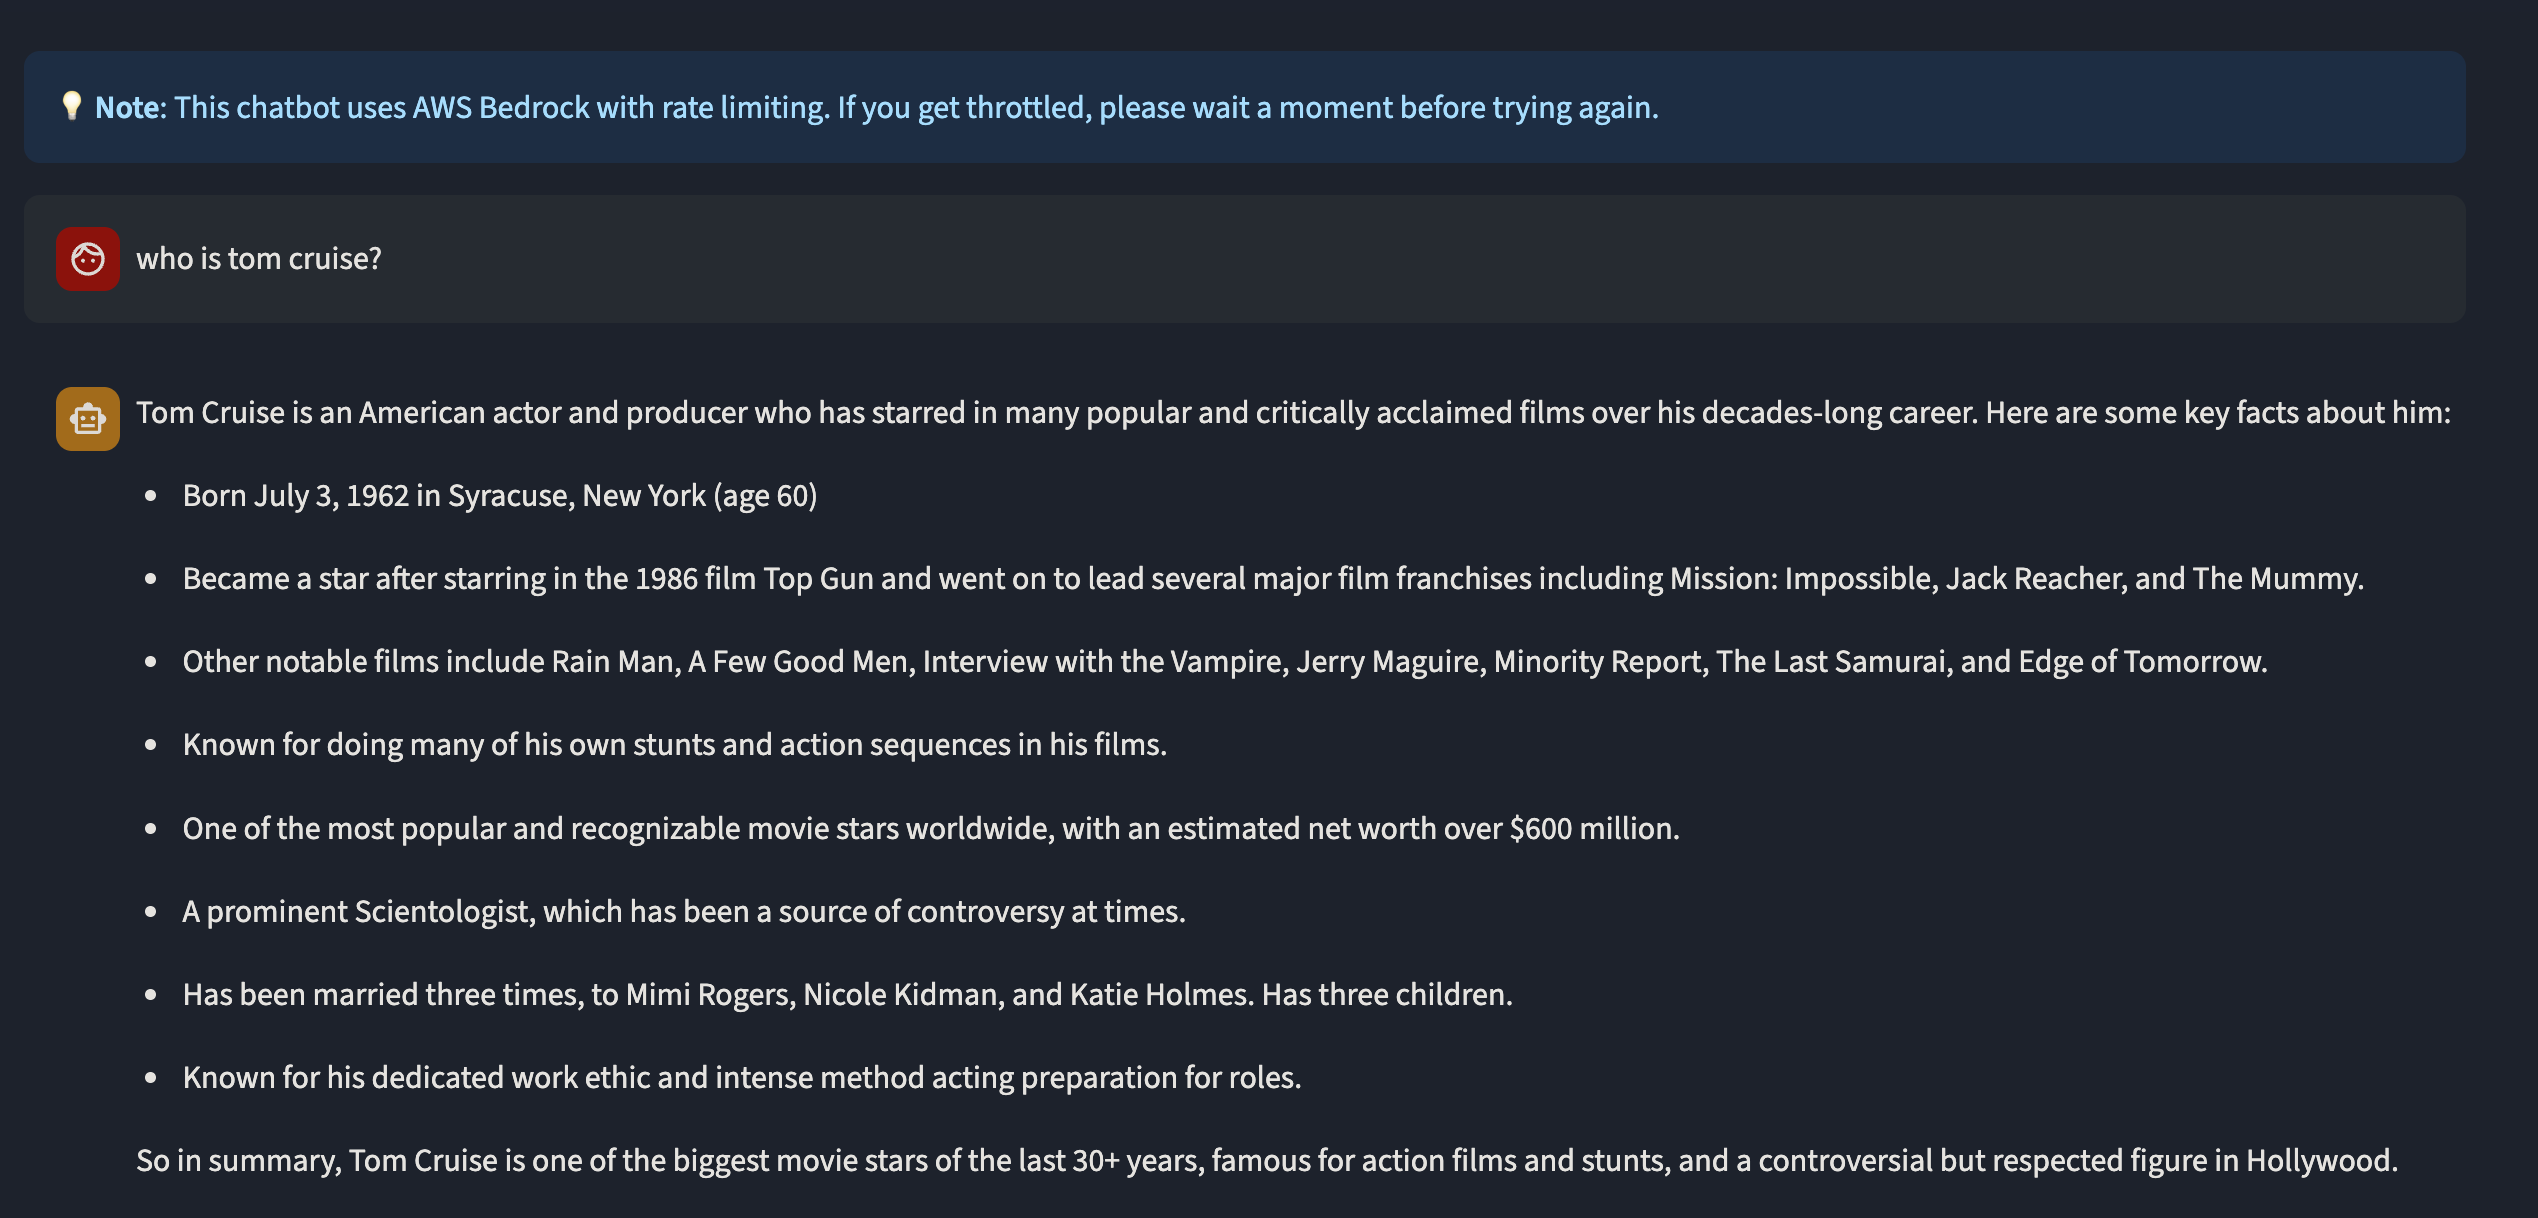 💡 Note: This chatbot uses AWS Bedrock with rate limiting. If you get throttled, please wait a moment before trying again.
who is tom cruise?
Tom Cruise is an American actor and producer who has starred in many popular and critically acclaimed films over his decades-long career. Here are some key facts about him:
• Born July 3, 1962 in Syracuse, New York (age 60)
• Became a star after starring in the 1986 film Top Gun and went on to lead several major film franchises including Mission: Impossible, Jack Reacher, and The Mummy.
• Other notable films include Rain Man, A Few Good Men, Interview with the Vampire, Jerry Maguire, Minority Report, The Last Samurai, and Edge of Tomorrow.
• Known for doing many of his own stunts and action sequences in his films.
• One of the most popular and recognizable movie stars worldwide, with an estimated net worth over $600 million.
• A prominent Scientologist, which has been a source of controversy at times.
• Has been married three times, to Mimi Rogers, Nicole Kidman, and Katie Holmes. Has three children.
• Known for his dedicated work ethic and intense method acting preparation for roles.
So in summary, Tom Cruise is one of the biggest movie stars of the last 30+ years, famous for action films and stunts, and a controversial but respected figure in Hollywood.